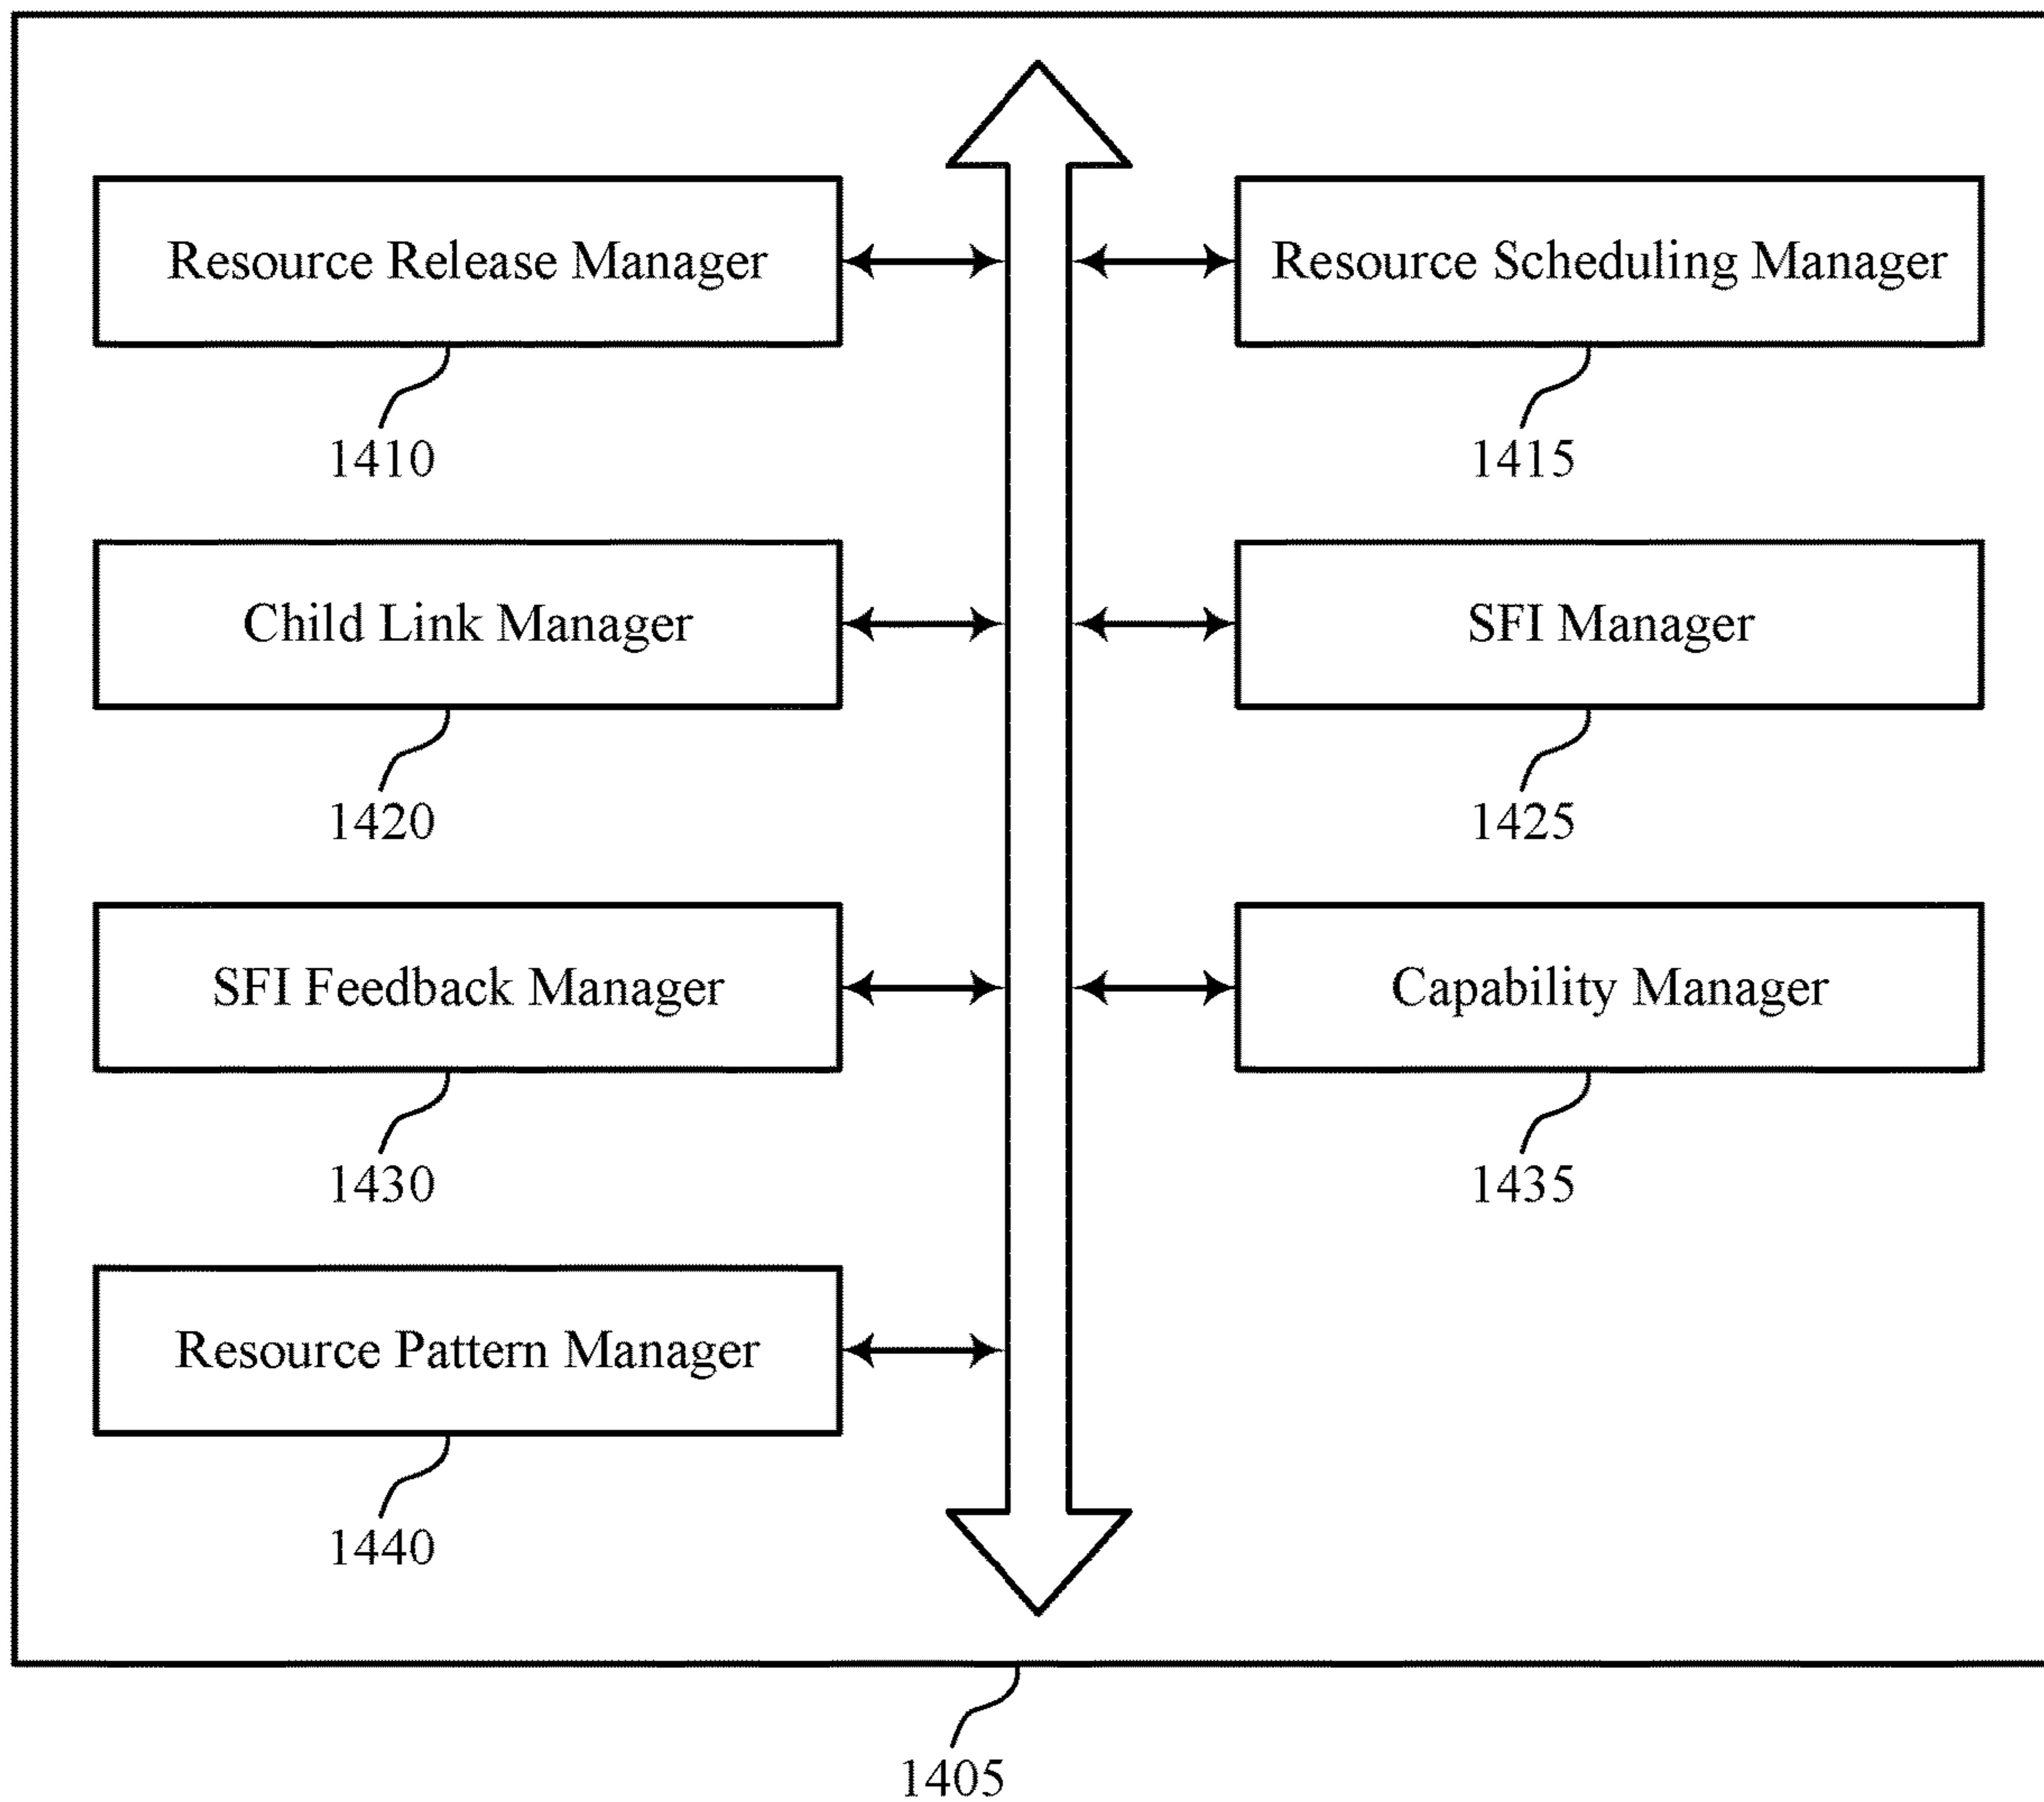 Resource Release Manager
Resource Scheduling Manager
1410
1415
Child Link Manager
SFI Manager
1420
1425
SFI Feedback Manager
Capability Manager
1430
1435
Resource Pattern Manager
1440
1405